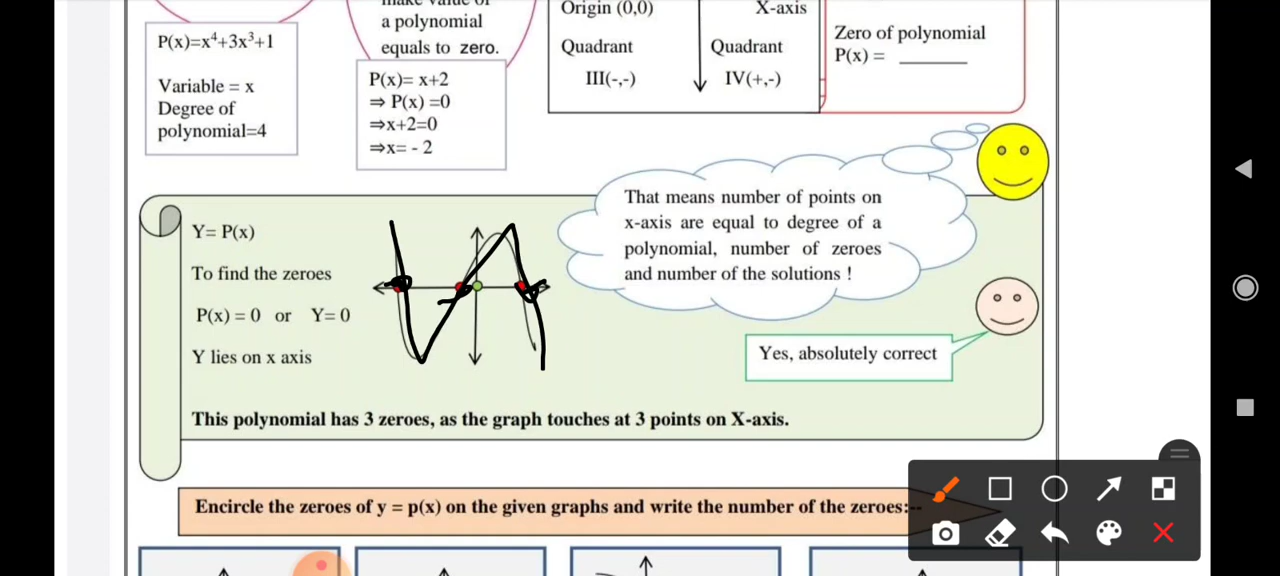 make value of
a polynomial
equals to zero.
P(x)=x⁴+3x³+1
Variable = x
Degree of
polynomial=4
P(x)= x+2
⇒ P(x) =0
⇒x+2=0
⇒x= - 2
Origin (0,0)
X-axis
Quadrant
III(-,-)
Quadrant
IV(+,-)
Zero of polynomial
P(x) = ______
Y= P(x)
To find the zeroes
P(x) = 0 or Y= 0
Y lies on x axis
That means number of points on
x-axis are equal to degree of a
polynomial, number of zeroes
and number of the solutions !
Yes, absolutely correct
This polynomial has 3 zeroes, as the graph touches at 3 points on X-axis.
Encircle the zeroes of y = p(x) on the given graphs and write the number of the zeroes:--